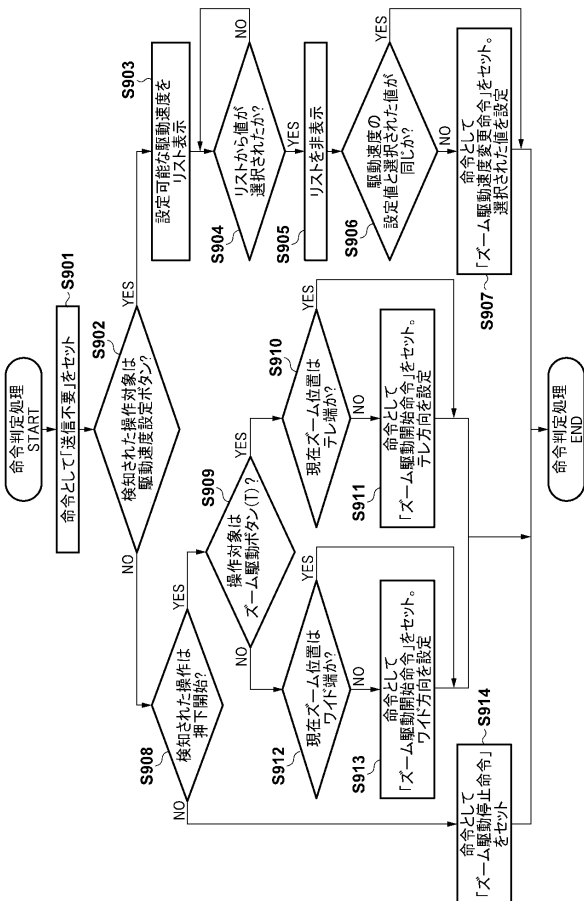 命令判定処理
START
S901
命令として「送信不要」をセット
S902
検知された操作対象は
駆動速度設定ボタン?
YES
NO
S903
設定可能な駆動速度を
リスト表示
S904
リストから値が
選択されたか?
NO
YES
S905
リストを非表示
S906
駆動速度の
設定値と選択された値が
同じか?
YES
NO
S907
命令として
「ズーム駆動速度変更命令」をセット。
選択された値を設定
S908
検知された操作は
押下開始?
YES
NO
S909
操作対象は
ズーム駆動ボタン(T)?
YES
NO
S910
現在ズーム位置は
テレ端か?
YES
NO
S911
命令として
「ズーム駆動開始命令」をセット。
テレ方向を設定
S912
現在ズーム位置は
ワイド端か?
YES
NO
S913
命令として
「ズーム駆動開始命令」をセット。
ワイド方向を設定
S914
命令として
「ズーム駆動停止命令」
をセット
命令判定処理
END